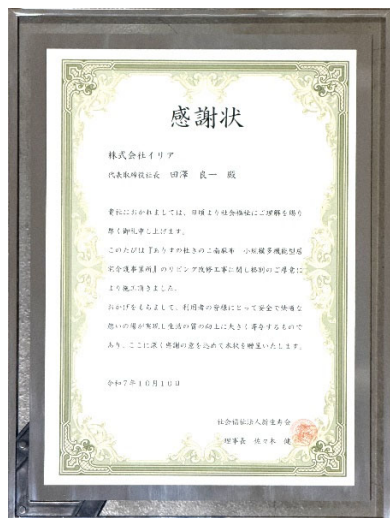 感謝状
株式会社イリア
代表取締役社長 田澤 良一 殿
貴社におかれましては、日頃より社会福祉にご理解を賜り
厚く御礼申し上げます。
このたびは『ありすの杜きのこ南麻布 小規模多機能型居
宅介護事業所』のリビング改修工事に関し格別のご厚意に
より施工頂きました。
おかげをもちまして、利用者の皆様にとって安全で快適な
憩いの場が実現し生活の質の向上に大きく寄与するもので
あり、ここに深く感謝の意を込めて本状を贈呈いたします。
令和7年10月10日
社会福祉法人新生寿会
理事長 佐々木 健